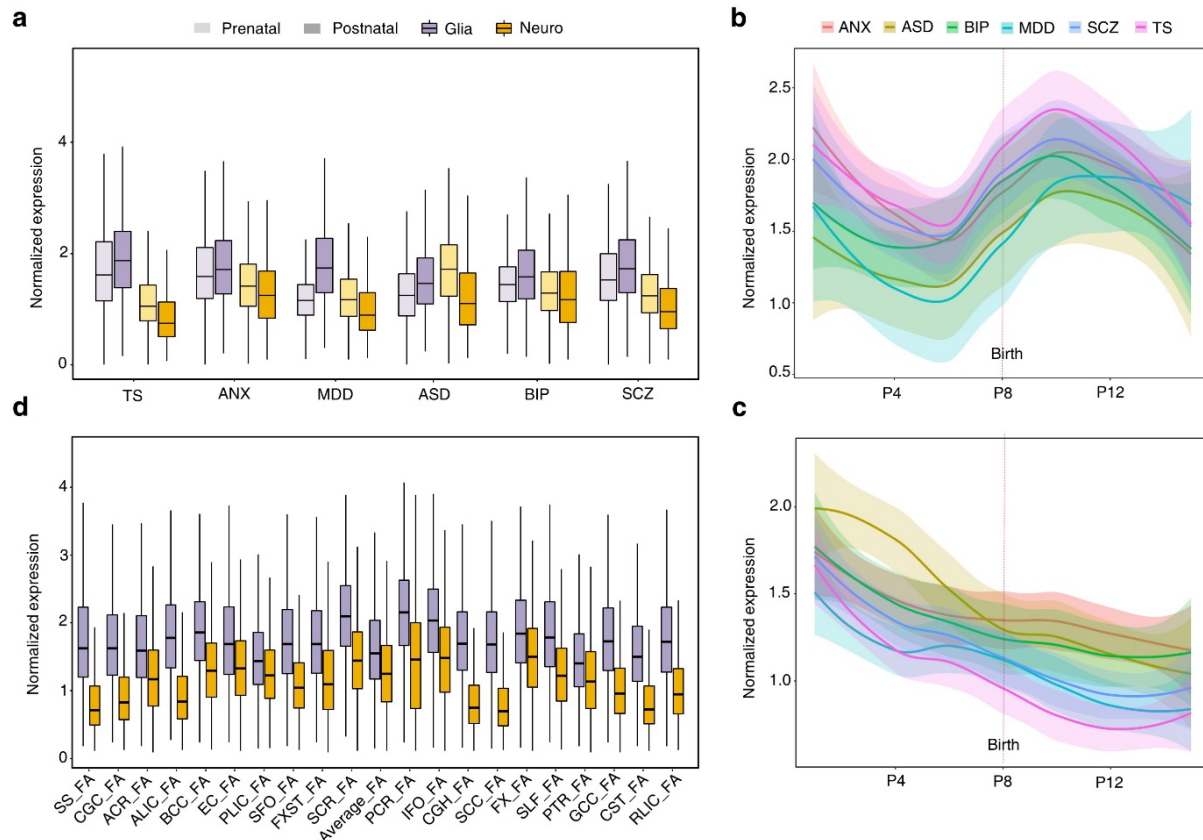 a
Prenatal Postnatal Glia Neuro
Normalized expression
4
2
0
TS ANX MDD ASD BIP SCZ
b
ANX ASD BIP MDD SCZ TS
Normalized expression
2.5
2.0
1.5
1.0
0.5
Birth
P4 P8 P12
d
Normalized expression
4
3
2
1
0
SS_FA CGC_FA ACR_FA ALIC_FA BCC_FA EC_FA PLIC_FA SFO_FA FXST_FA SCR_FA Average_FA PCR_FA IFO_FA CGH_FA SCC_FA FX_FA SLF_FA PTR_FA GCC_FA CST_FA RLIC_FA
c
Normalized expression
2.0
1.5
1.0
Birth
P4 P8 P12